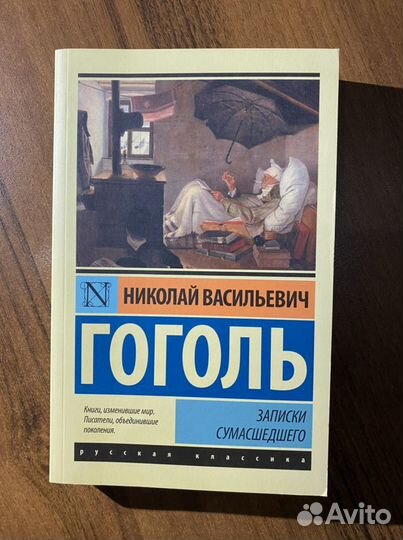 N
НИКОЛАЙ ВАСИЛЬЕВИЧ
ГОГОЛЬ
Книги, изменившие мир.
Писатели, объединившие
поколения.
ЗАПИСКИ
СУМАСШЕДШЕГО
русская классика
Avito